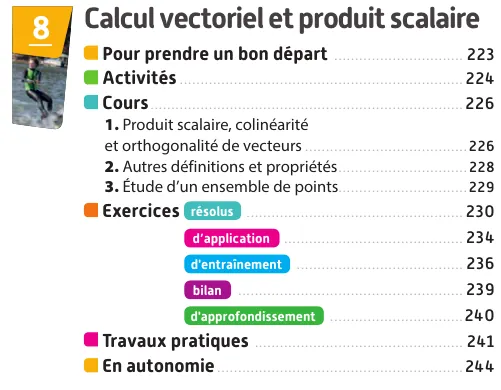 8
Calcul vectoriel et produit scalaire
Pour prendre un bon départ 223
Activités 224
Cours 226
1. Produit scalaire, colinéarité
et orthogonalité de vecteurs 226
2. Autres définitions et propriétés 228
3. Étude d'un ensemble de points 229
Exercices résolus 230
d'application 234
d'entraînement 236
bilan 239
d'approfondissement 240
Travaux pratiques 241
En autonomie 244